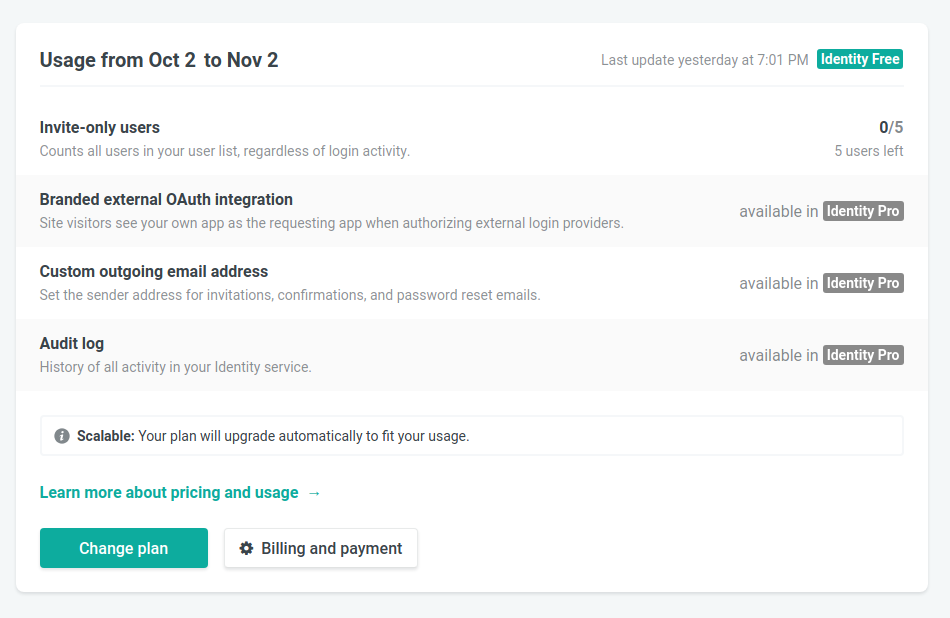 Usage from Oct 2 to Nov 2
Last update yesterday at 7:01 PM Identity Free
Invite-only users
0/5
Counts all users in your user list, regardless of login activity.
5 users left
Branded external OAuth integration
Site visitors see your own app as the requesting app when authorizing external login providers.
available in Identity Pro
Custom outgoing email address
Set the sender address for invitations, confirmations, and password reset emails.
available in Identity Pro
Audit log
History of all activity in your Identity service.
available in Identity Pro
Scalable: Your plan will upgrade automatically to fit your usage.
Learn more about pricing and usage →
Change plan
Billing and payment